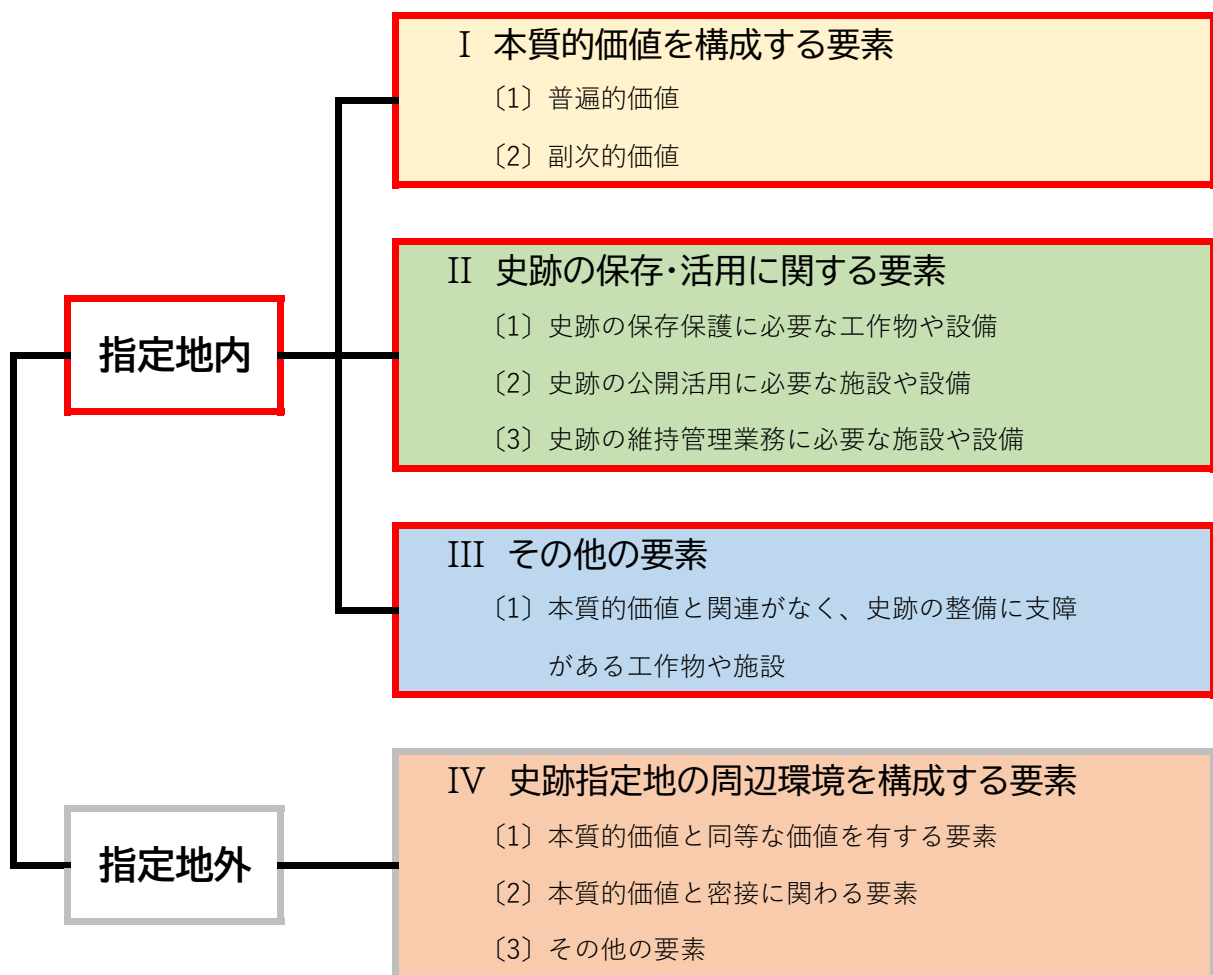 I 本質的価値を構成する要素
〔1〕普遍的価値
〔2〕副次的価値
II 史跡の保存・活用に関する要素
〔1〕史跡の保存保護に必要な工作物や設備
〔2〕史跡の公開活用に必要な施設や設備
〔3〕史跡の維持管理業務に必要な施設や設備
指定地内
III その他の要素
〔1〕本質的価値と関連がなく、史跡の整備に支障
がある工作物や施設
IV 史跡指定地の周辺環境を構成する要素
〔1〕本質的価値と同等な価値を有する要素
〔2〕本質的価値と密接に関わる要素
〔3〕その他の要素
指定地外